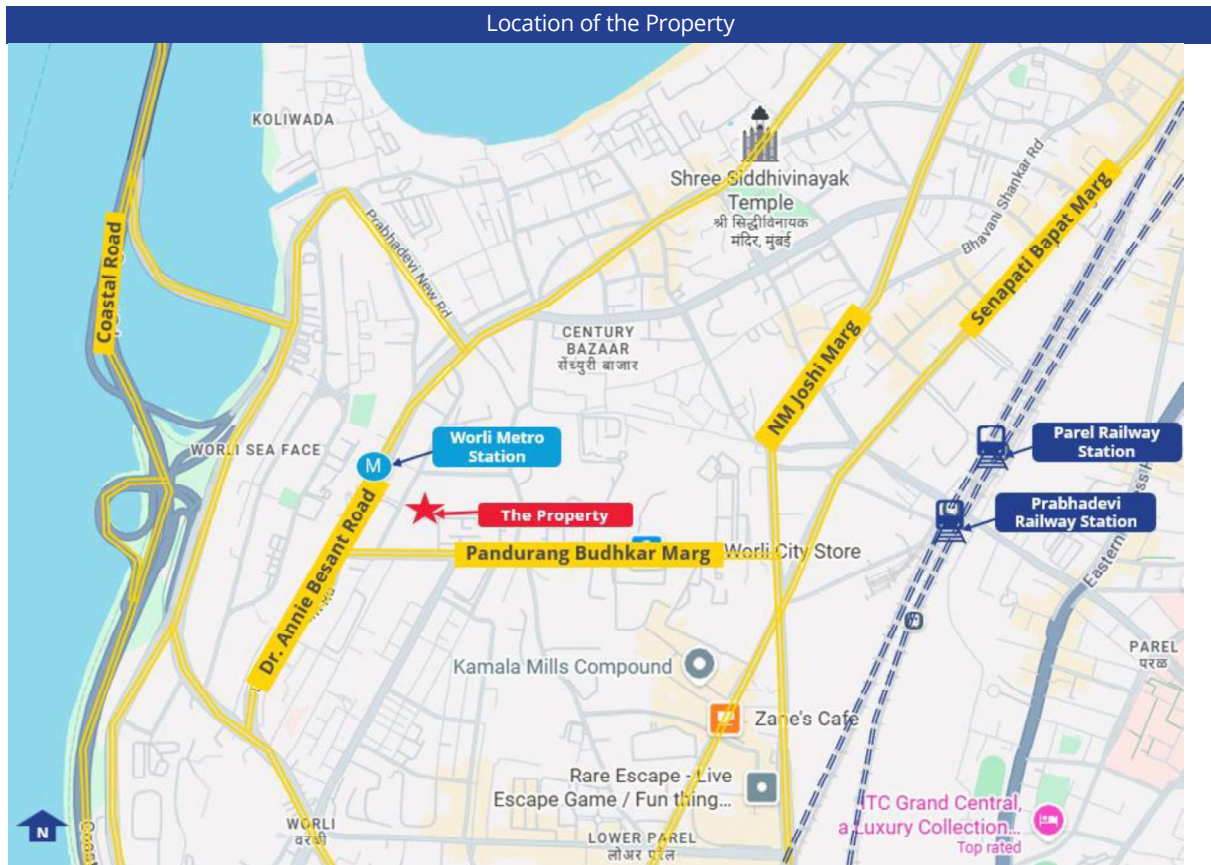 Location of the Property
KOLIWADA
Shree Siddhivinayak
Temple
श्री सिद्धीविनायक
मंदिर, मुंबई
Bhavani Shankar Rd
Senapati Bapat Marg
Prabhadevi New Rd
Coastal Road
CENTURY
BAZAAR
सेंच्युरी बाजार
NM Joshi Marg
WORLI SEA FACE
Worli Metro
Station
M
Parel Railway
Station
The Property
Prabhadevi
Railway Station
Dr. Annie Besant Road
Pandurang Budhkar Marg
Worli City Store
Eastern
Kamala Mills Compound
PAREL
परळ
Zane's Cafe
Rare Escape - Live
Escape Game / Fun thing...
ITC Grand Central,
a Luxury Collection...
Top rated
N
WORLI
वरळी
LOWER PAREL
लोअर परेल